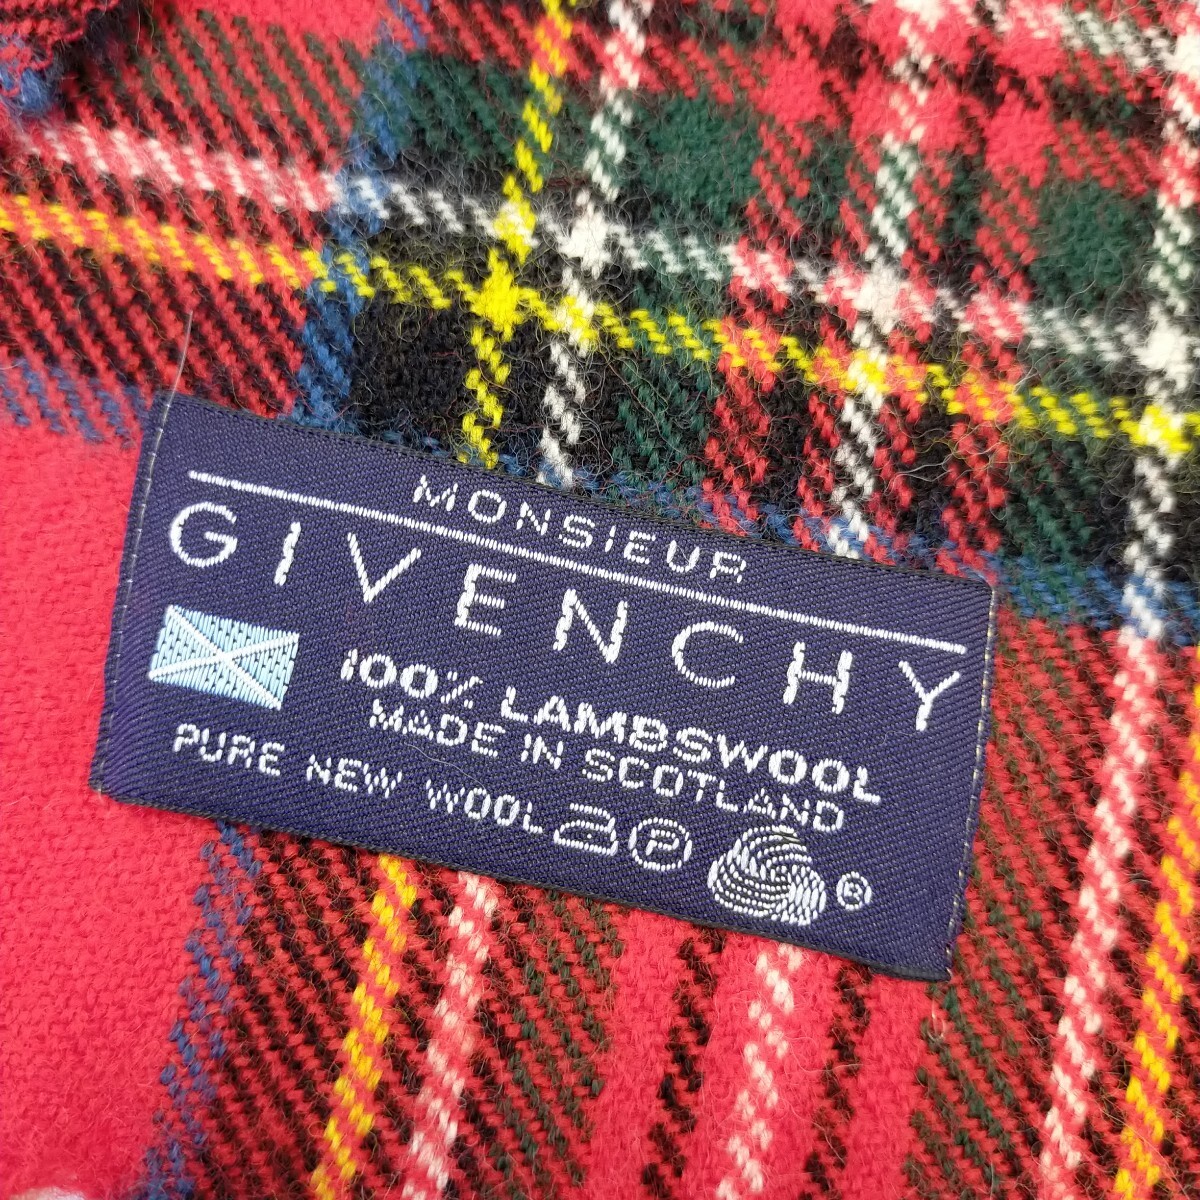 MONSIEUR
GIVENCHY
100% LAMBSWOOL
MADE IN SCOTLAND
PURE NEW WOOL P ®